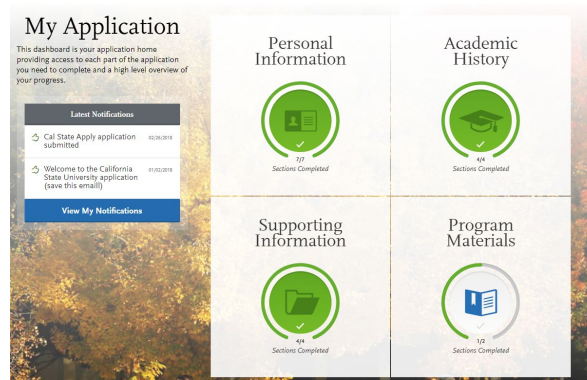 My Application
This dashboard is your application home
providing access to each part of the application
you need to complete and a high level overview of
your progress.
Latest Notifications
Cal State Apply application 02/26/2018
submitted
Welcome to the California 01/02/2018
State University application
(save this email!)
View My Notifications
Personal
Information
7/7
Sections Completed
Academic
History
4/4
Sections Completed
Supporting
Information
4/4
Sections Completed
Program
Materials
1/2
Sections Completed